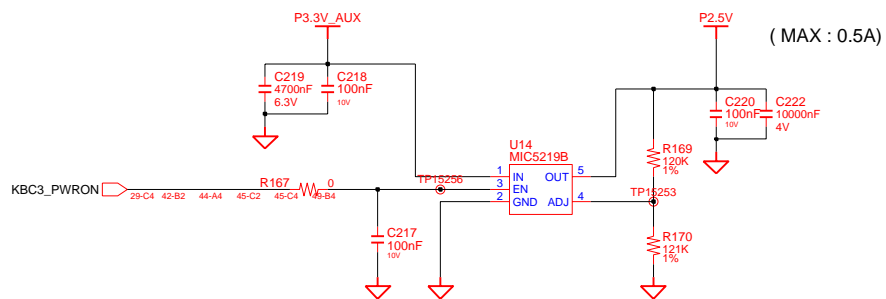 P3.3V_AUX
P2.5V
( MAX : 0.5A)
C219
4700nF
6.3V
C218
100nF
10V
C220
100nF
10V
C222
10000nF
4V
U14
MIC5219B
1 IN OUT 5
3 EN
2 GND ADJ 4
R169
120K
1%
TP15256
TP15253
KBC3_PWRON
R167 0
29-C4 42-B2 44-A4 45-C2 45-C4 49-B4
C217
100nF
10V
R170
121K
1%